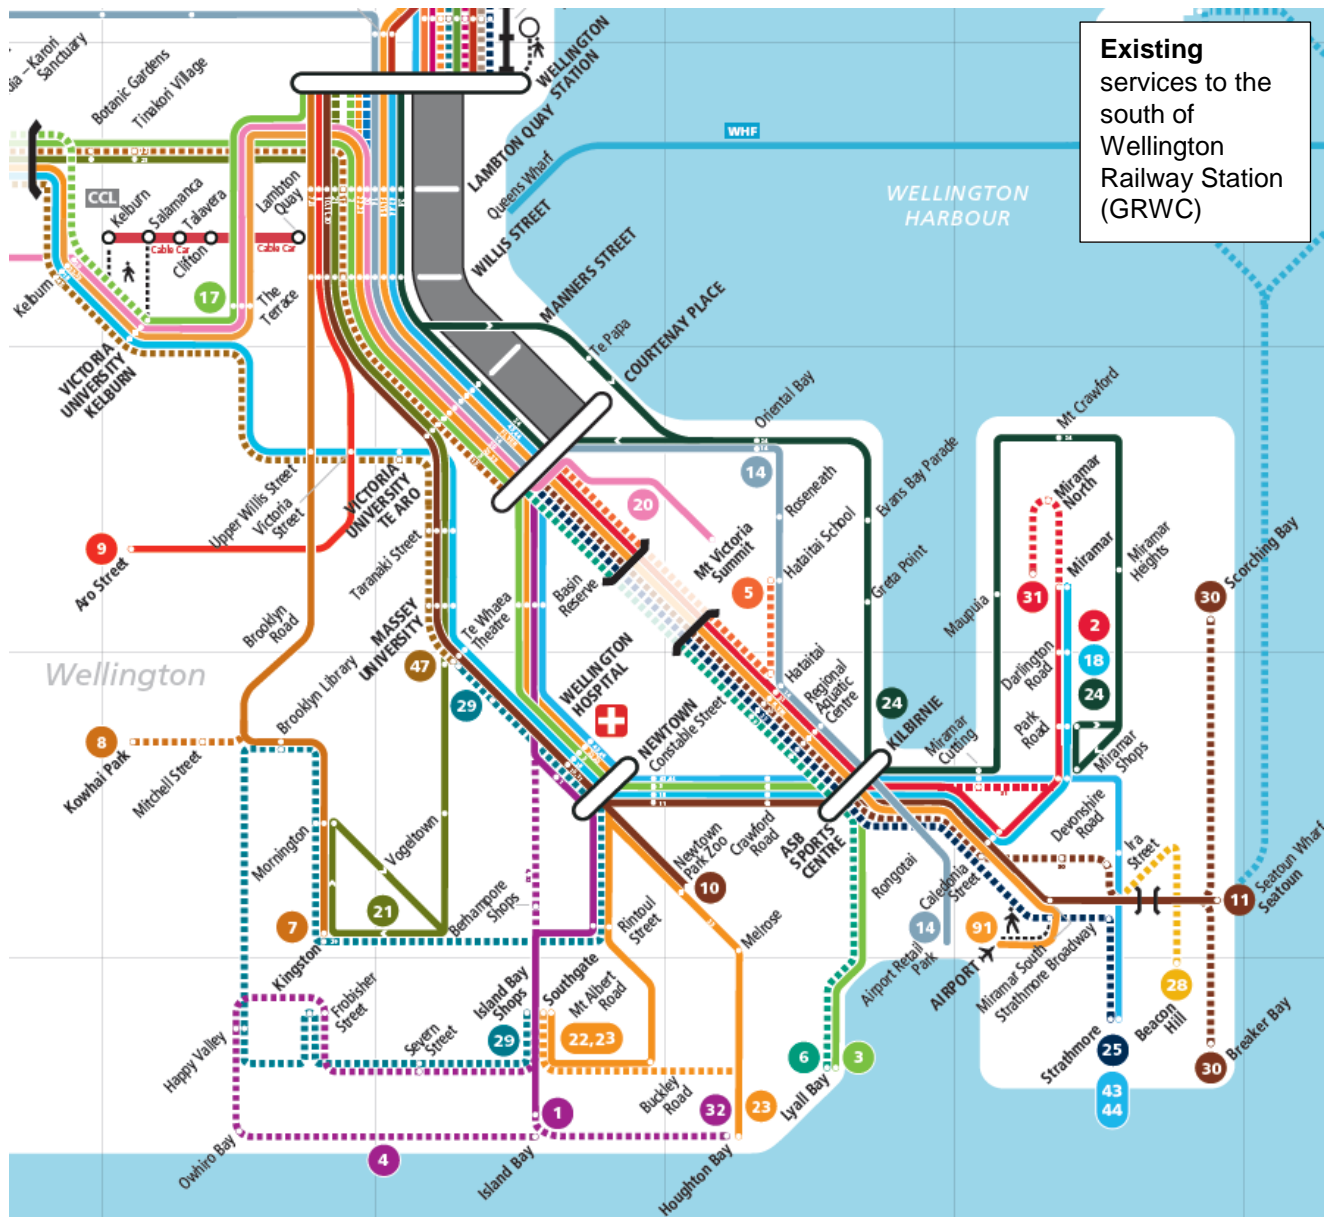 Existing
services to the
south of
Wellington
Railway Station
(GRWC)
Karori
Sanctuary
Botanic Gardens
Tinakori Village
WELLINGTON
STATION
LAMBTON QUAY
Queens Wharf
WILLIS STREET
WHF
WELLINGTON
HARBOUR
CCL
Kelburn
Salamanca
Talavera
Clifton
Lambton
Quay
Cable Car
Cable Car
Kelburn
17
The
Terrace
VICTORIA
UNIVERSITY
KELBURN
MANNERS STREET
Te Papa
COURTENAY PLACE
Oriental Bay
14
Roseneath
Hataitai School
Evans Bay Parade
Greta Point
Mt Crawford
Miramar
North
Miramar
Miramar
Heights
Scorching Bay
30
31
2
18
24
Maupuia
Darlington
Road
Park
Road
Miramar
Shops
Upper Willis Street
Victoria
Street
VICTORIA
UNIVERSITY
TE ARO
9
Aro Street
Taranaki Street
20
Mt Victoria
Summit
Basin
Reserve
5
Brooklyn
Road
MASSEY
UNIVERSITY
Te Whaea
Theatre
47
29
WELLINGTON
HOSPITAL
Hataitai
Regional
Aquatic
Centre
24
KILBIRNIE
Miramar
Cutting
Wellington
8
Kowhai Park
Mitchell Street
Brooklyn Library
NEWTOWN
Constable Street
Devonshire
Road
Ira
Street
Mornington
Vogeltown
21
7
Kingston
Berhampore
Shops
Newtown
Park Zoo
Crawford
Road
ASB
SPORTS
CENTRE
10
Rintoul
Street
Melrose
Rongotai
Caledonia
Street
14
91
Airport Retail
Park
AIRPORT
Miramar South
Strathmore Broadway
11
Seatoun Wharf
Seatoun
28
Beacon
Hill
Frobisher
Street
Severn
Street
Island Bay
Shops
29
Southgate
Mt Albert
Road
22,23
Happy Valley
Buckley
Road
6
3
Lyall Bay
Strathmore
25
43
44
30
Breaker Bay
1
32
23
Owhiro Bay
4
Island Bay
Houghton Bay